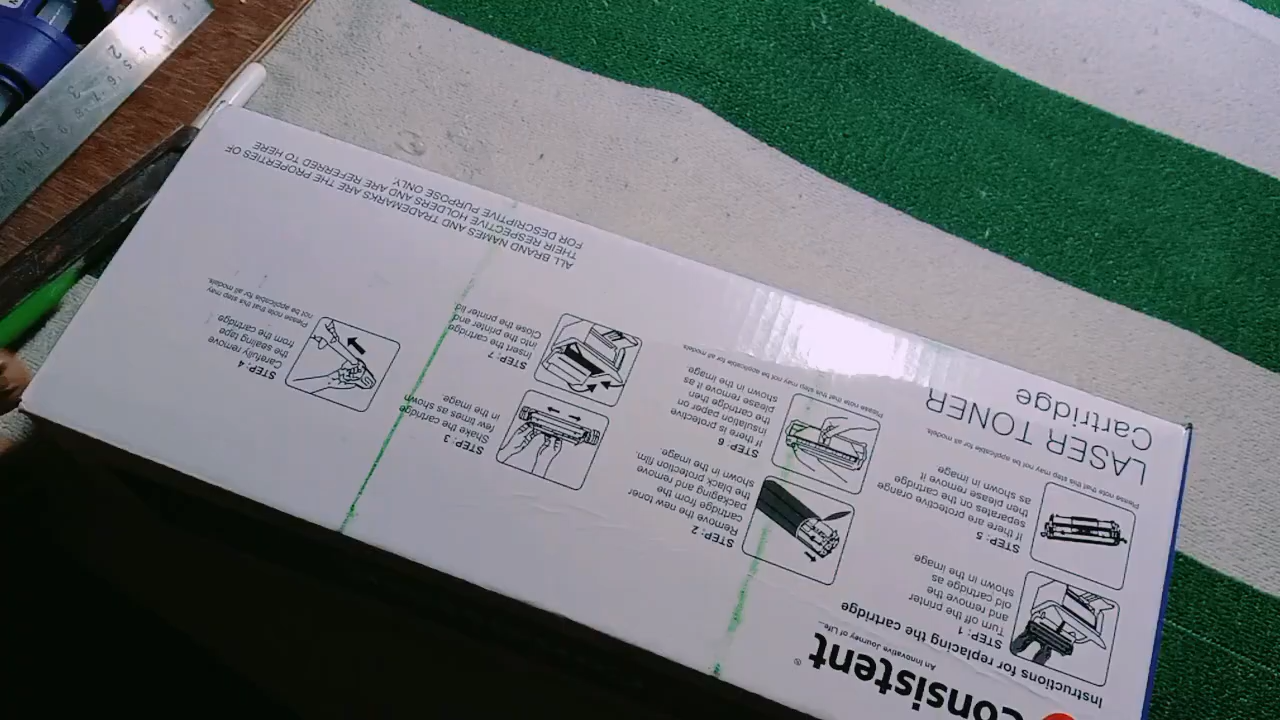 Consistent®
An Innovative Journey of Life...
Instructions for replacing the cartridge
LASER TONER
Cartridge
STEP: 1
Turn off the printer
and remove the
old cartridge as
shown in the image.
STEP: 2
Remove the new toner
cartridge from the
packaging and remove
the black protection film.
shown in the image.
STEP: 3
Shake the cartridge
few times as shown
in the image.
STEP: 4
Carefully remove
the sealing tape
from the cartridge
Please note that this step may
not be applicable for all models.
STEP: 5
If there are protective orange
separates on the cartridge
then please remove it
as shown in image
Please note that this step may not be applicable for all models.
STEP: 6
If there is protective
insulation paper on
the cartridge then
please remove it as
shown in the image.
Please note that this step may not be applicable for all models.
STEP: 7
Insert the cartridge
into the printer and
Close the printer lid
ALL BRAND NAMES AND TRADEMARKS ARE THE PROPERTIES OF
THEIR RESPECTIVE HOLDERS AND ARE REFERRED TO HERE
FOR DESCRIPTIVE PURPOSE ONLY.